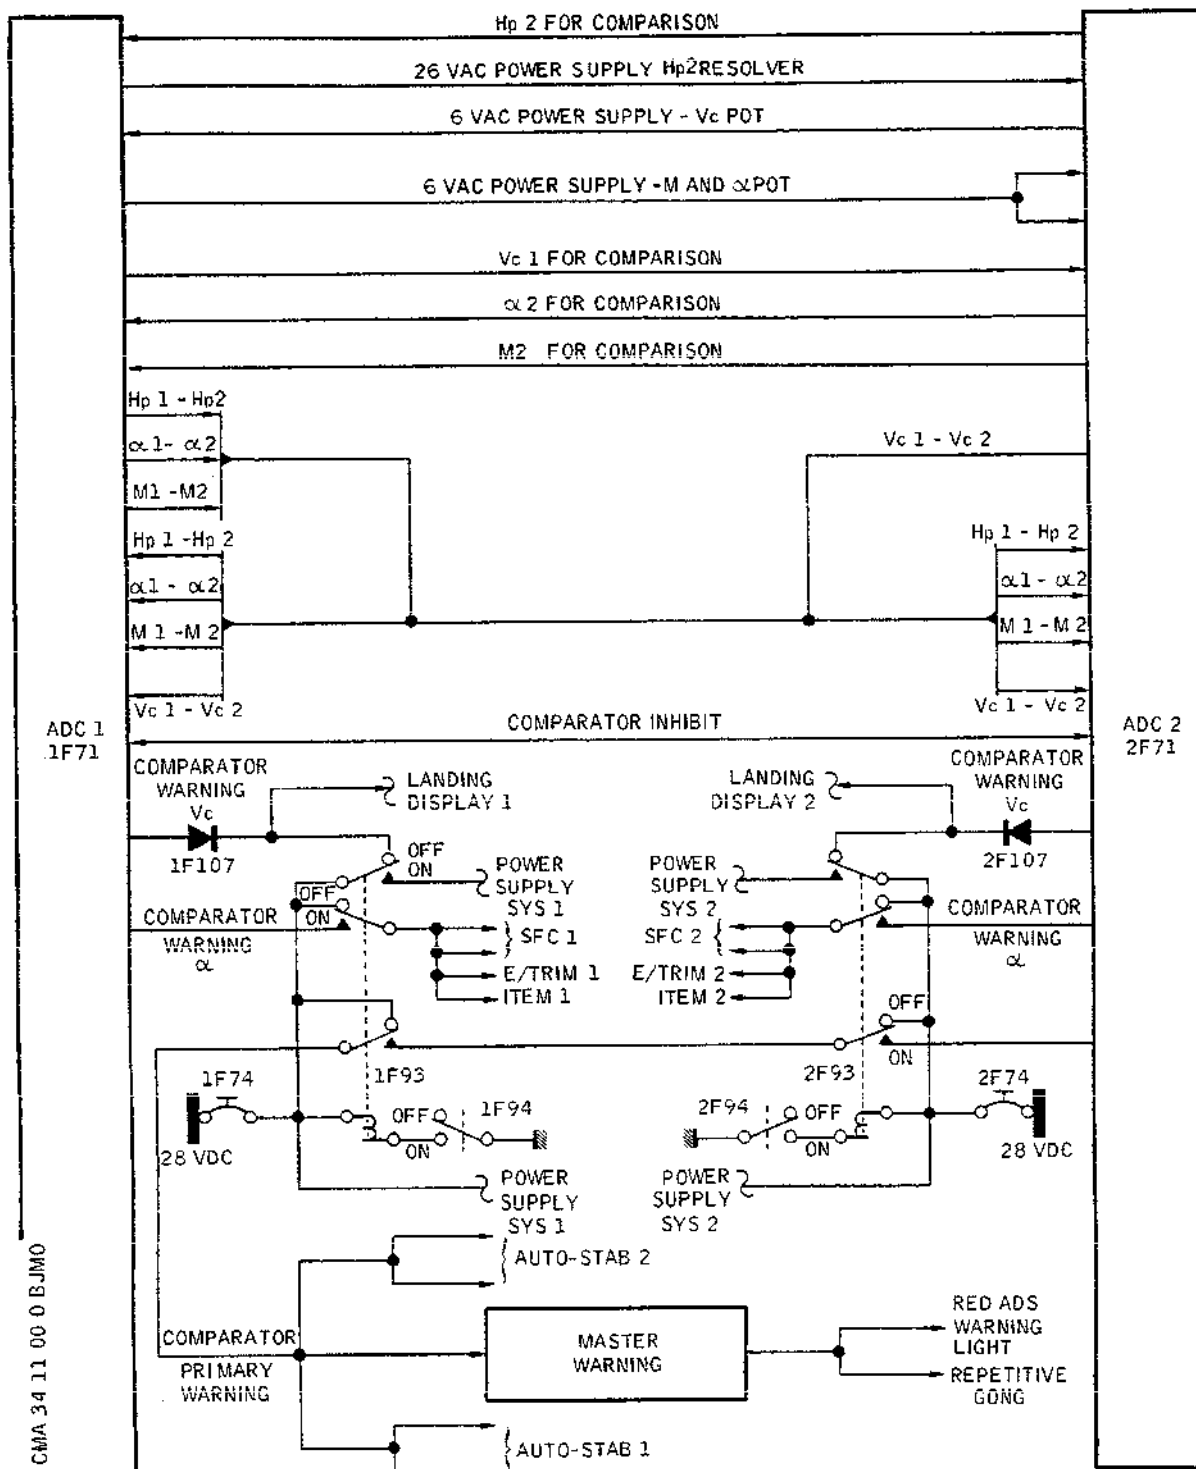 Hp 2 FOR COMPARISON
26 VAC POWER SUPPLY Hp2RESOLVER
6 VAC POWER SUPPLY - Vc POT
6 VAC POWER SUPPLY -M AND αPOT
Vc 1 FOR COMPARISON
α 2 FOR COMPARISON
M2 FOR COMPARISON
Hp 1 - Hp2
α1- α 2
M1 -M2
Vc 1 - Vc 2
Hp 1 -Hp 2
α1 - α2
M 1 -M 2
Vc 1 - Vc 2
Hp 1 - Hp 2
α1 - α2
M 1 -M 2
Vc 1 - Vc 2
ADC 1
1F71
COMPARATOR INHIBIT
ADC 2
2F71
COMPARATOR
WARNING
Vc
1F107
LANDING
DISPLAY 1
LANDING
DISPLAY 2
COMPARATOR
WARNING
Vc
2F107
OFF
ON
POWER
SUPPLY
SYS 1
POWER
SUPPLY
SYS 2
OFF
ON
COMPARATOR
WARNING
α
SFC 1
E/TRIM 1
ITEM 1
SFC 2
E/TRIM 2
ITEM 2
COMPARATOR
WARNING
α
OFF
ON
1F74
28 VDC
1F93
OFF
ON
1F94
2F94
2F93
OFF
ON
2F74
28 VDC
POWER
SUPPLY
SYS 1
POWER
SUPPLY
SYS 2
AUTO-STAB 2
COMPARATOR
PRIMARY
WARNING
MASTER
WARNING
RED ADS
WARNING
LIGHT
REPETITIVE
GONG
AUTO-STAB 1
CMA 34 11 00 0 BJM0